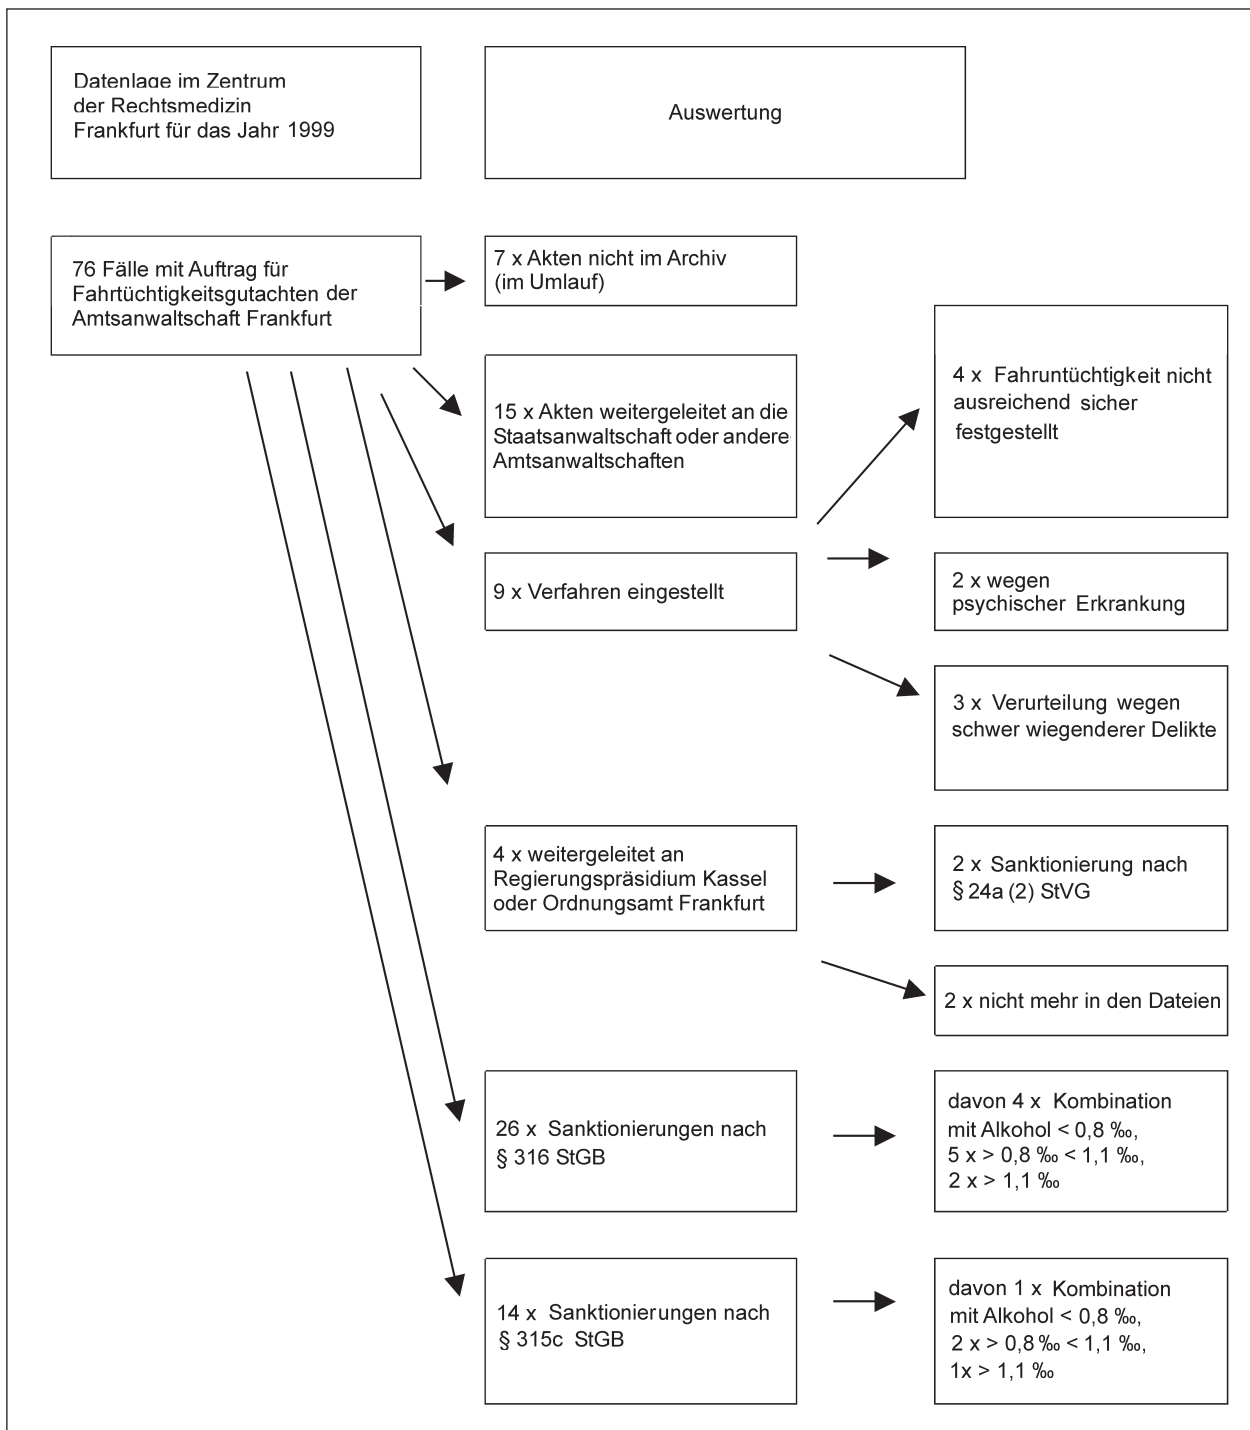 Datenlage im Zentrum
der Rechtsmedizin
Frankfurt für das Jahr 1999
Auswertung
76 Fälle mit Auftrag für
Fahrtüchtigkeitsgutachten der
Amtsanwaltschaft Frankfurt
7 x Akten nicht im Archiv
(im Umlauf)
15 x Akten weitergeleitet an die
Staatsanwaltschaft oder andere
Amtsanwaltschaften
9 x Verfahren eingestellt
4 x Fahruntüchtigkeit nicht
ausreichend sicher
festgestellt
2 x wegen
psychischer Erkrankung
3 x Verurteilung wegen
schwer wiegenderer Delikte
4 x weitergeleitet an
Regierungspräsidium Kassel
oder Ordnungsamt Frankfurt
2 x Sanktionierung nach
§ 24a (2) StVG
2 x nicht mehr in den Dateien
26 x Sanktionierungen nach
§ 316 StGB
davon 4 x Kombination
mit Alkohol < 0,8 ‰,
5 x > 0,8 ‰ < 1,1 ‰,
2 x > 1,1 ‰
14 x Sanktionierungen nach
§ 315c StGB
davon 1 x Kombination
mit Alkohol < 0,8 ‰,
2 x > 0,8 ‰ < 1,1 ‰,
1x > 1,1 ‰